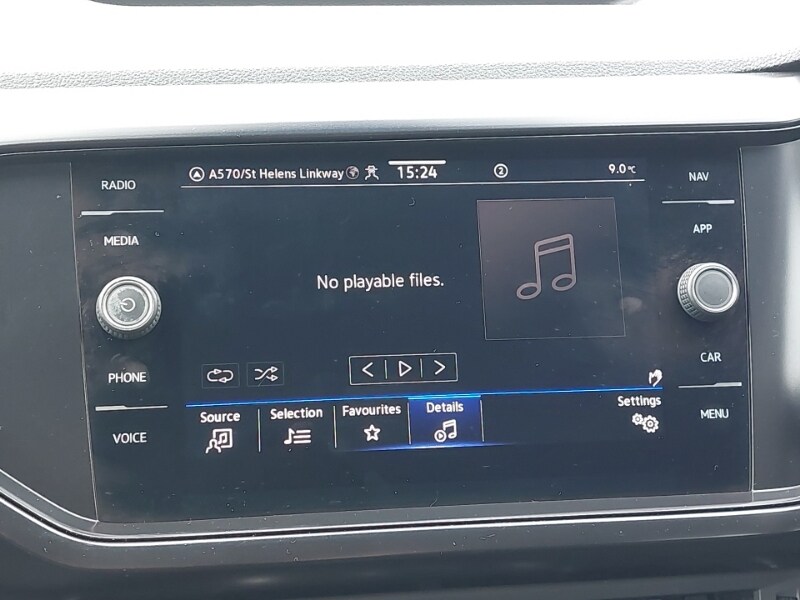 A570/St Helens Linkway 15:24 2 9.0°C
RADIO
MEDIA
PHONE
VOICE
No playable files.
Source
Selection
Favourites
Details
Settings
NAV
APP
CAR
MENU